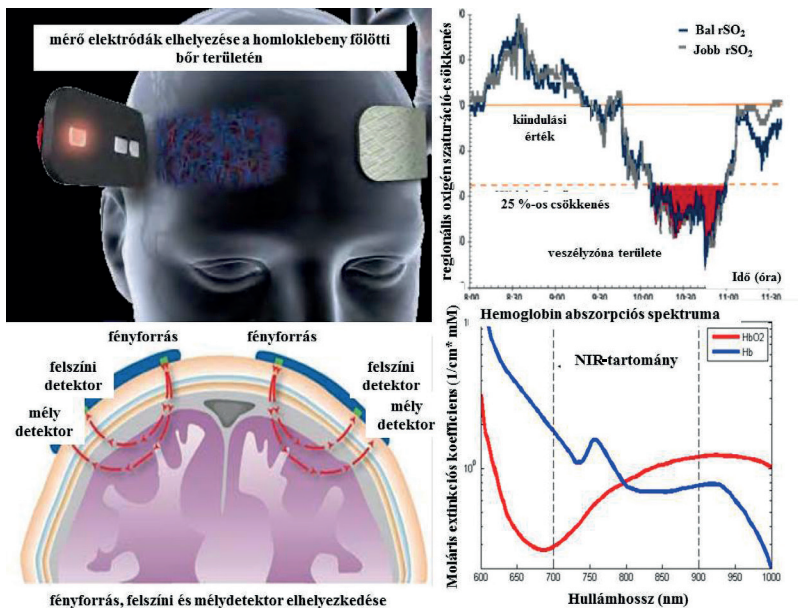 mérő elektródák elhelyezése a homloklebeny fölötti
bőr területén
regionális oxigén szaturáció-csökkenés
Bal rSO₂
Jobb rSO₂
kiindulási
érték
25 %-os csökkenés
veszélyzóna területe
Idő (óra)
8:00 8:30 9:00 9:30 10:00 10:30 11:00 11:30
fényforrás fényforrás
felszíni
detektor
mély
detektor
felszíni
detektor
mély
detektor
fényforrás, felszíni és mélydetektor elhelyezkedése
Hemoglobin abszorpciós spektruma
Moláris extinkciós koefficiens (1/cm* mM)
NIR-tartomány
HbO2
Hb
10⁰
600 650 700 750 800 850 900 950 1000
Hullámhossz (nm)